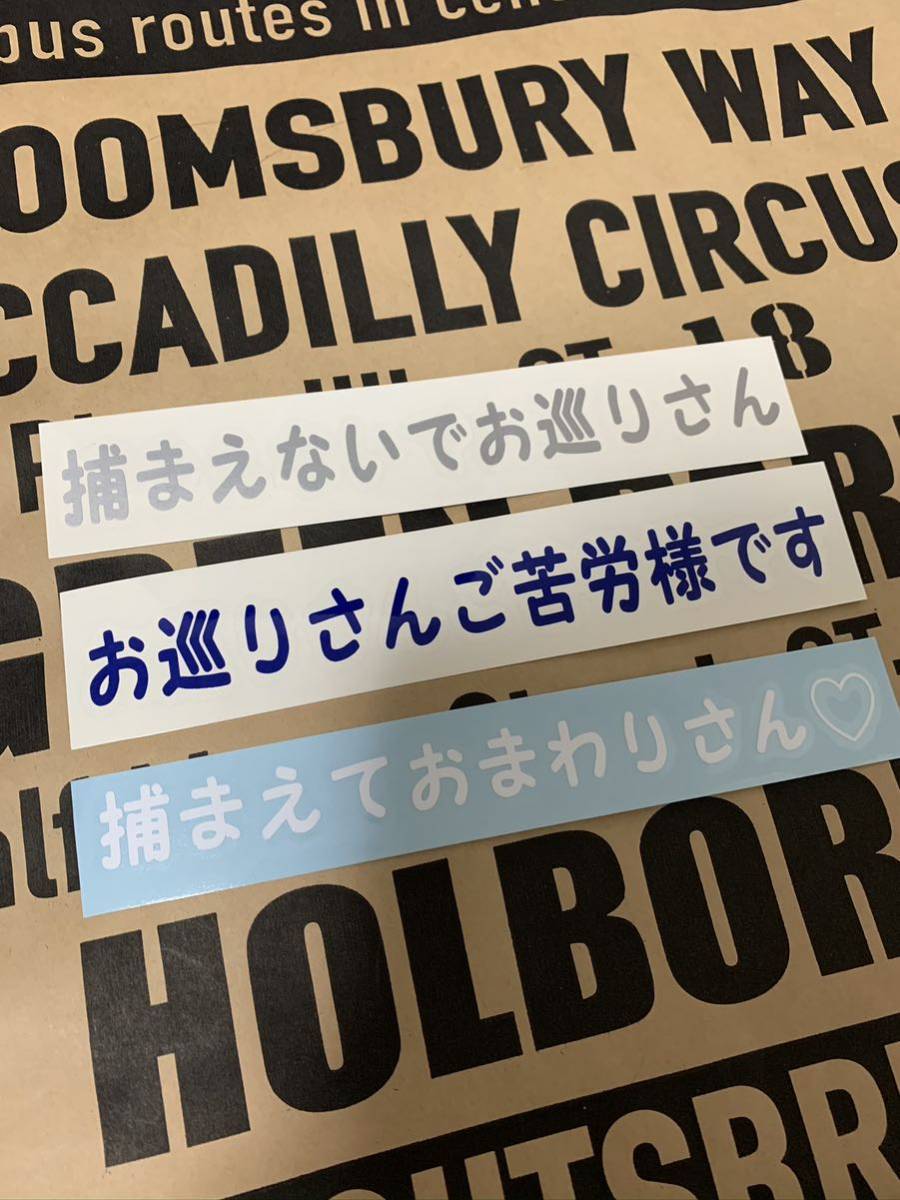 bus routes in
OOMSBURY WAY
CCADILLY CIRCUS
18
捕まえないでお巡りさん
お巡りさんご苦労様です
捕まえておまわりさん♡
HOLBOR